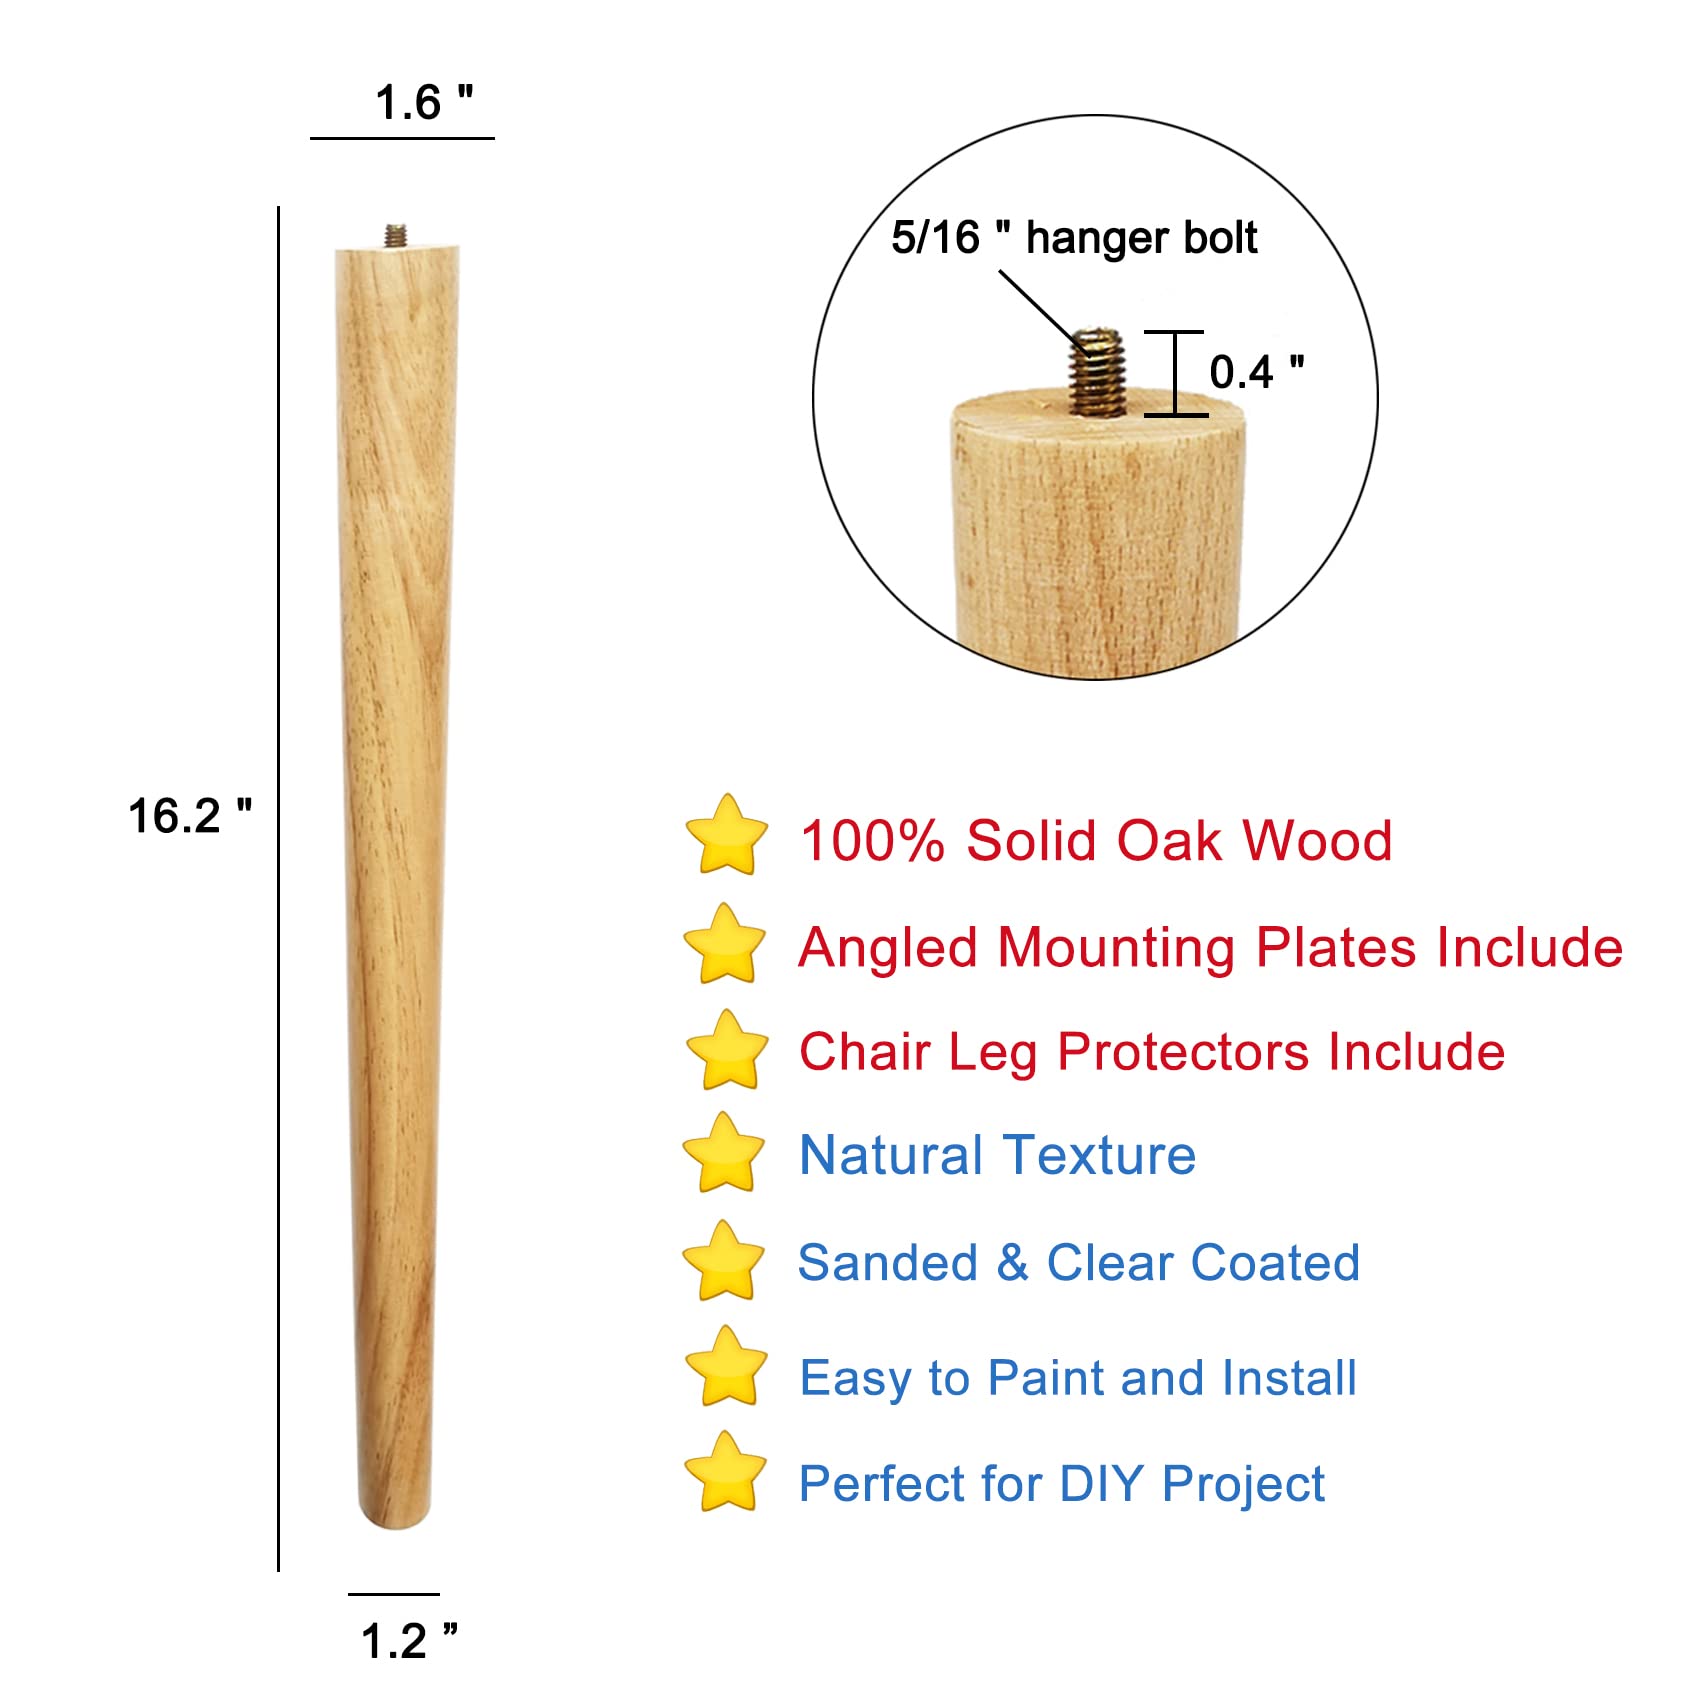 1.6 "
5/16 " hanger bolt
0.4 "
16.2 "
100% Solid Oak Wood
Angled Mounting Plates Include
Chair Leg Protectors Include
Natural Texture
Sanded & Clear Coated
Easy to Paint and Install
Perfect for DIY Project
1.2 ”